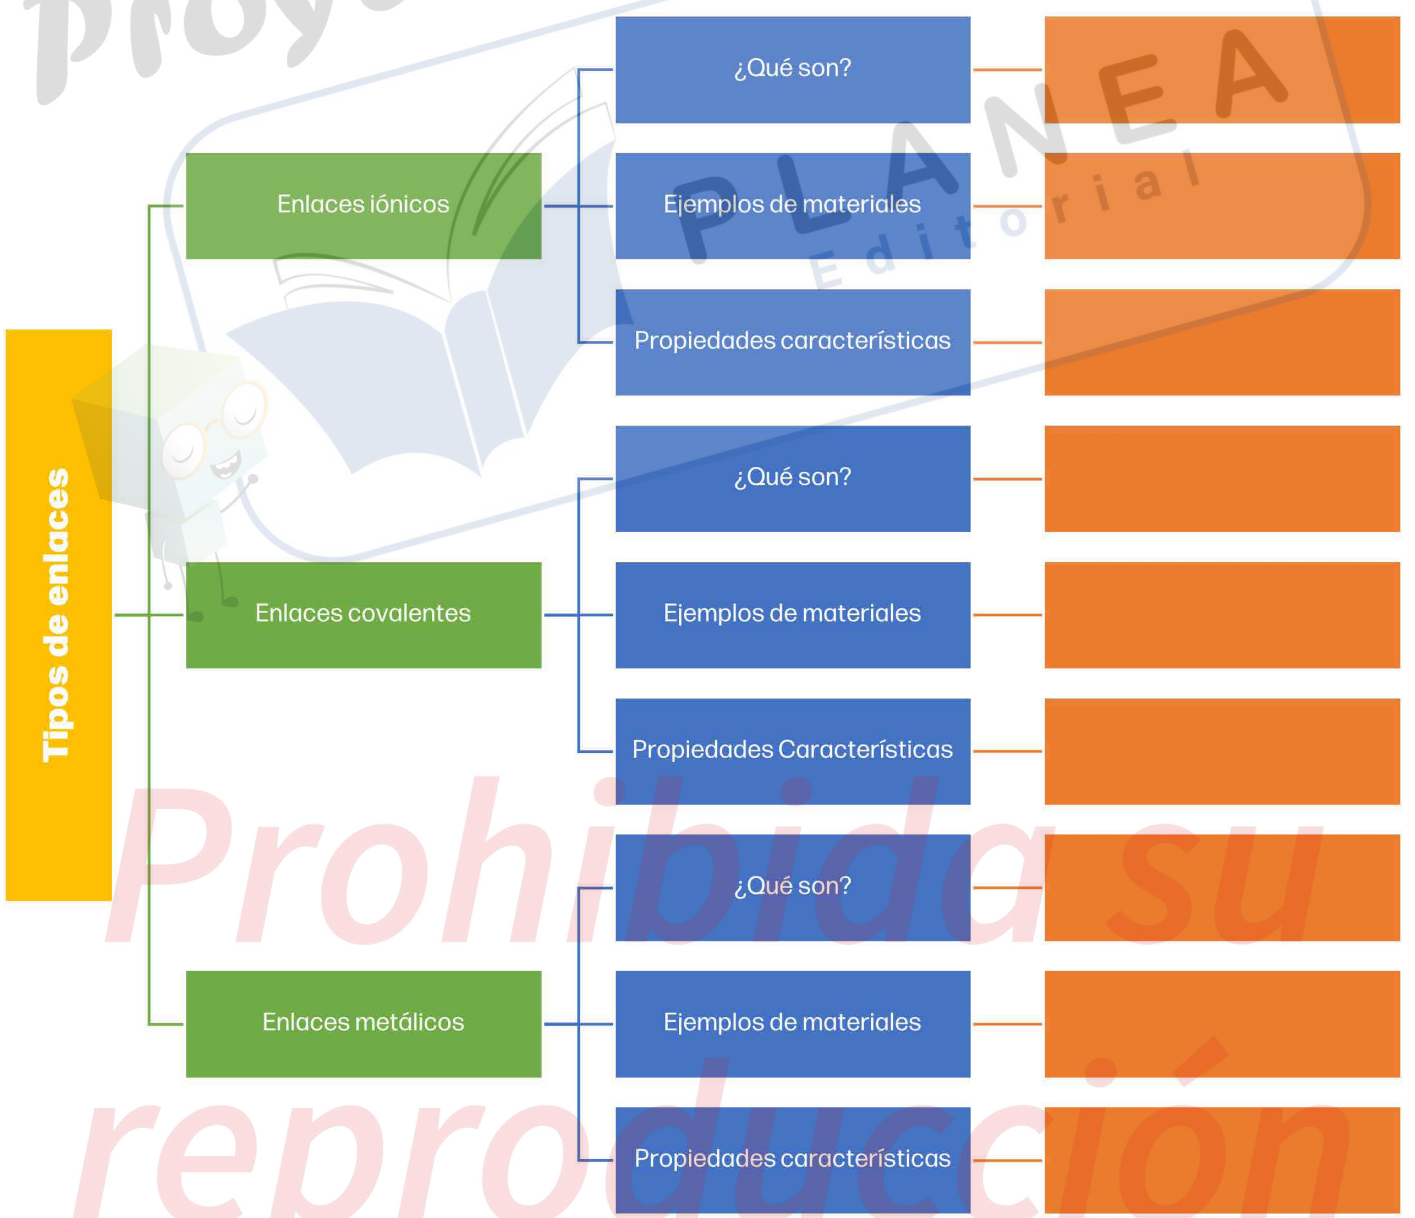 Proy
PLANEA
Editorial
Tipos de enlaces
Enlaces iónicos
¿Qué son?
Ejemplos de materiales
Propiedades características
Enlaces covalentes
¿Qué son?
Ejemplos de materiales
Propiedades Características
Enlaces metálicos
¿Qué son?
Ejemplos de materiales
Propiedades características
Prohibida su
reproducción